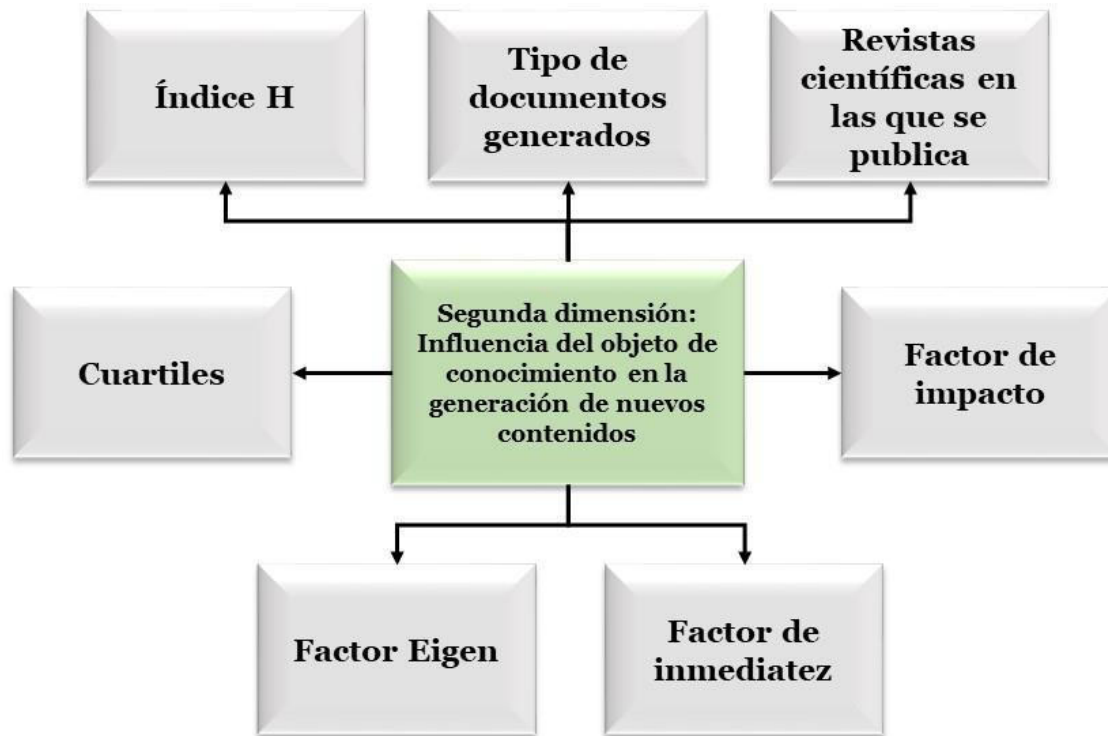 Índice H
Tipo de
documentos
generados
Revistas
científicas en
las que se
publica
Cuartiles
Segunda dimensión:
Influencia del objeto de
conocimiento en la
generación de nuevos
contenidos
Factor de
impacto
Factor Eigen
Factor de
inmediatez